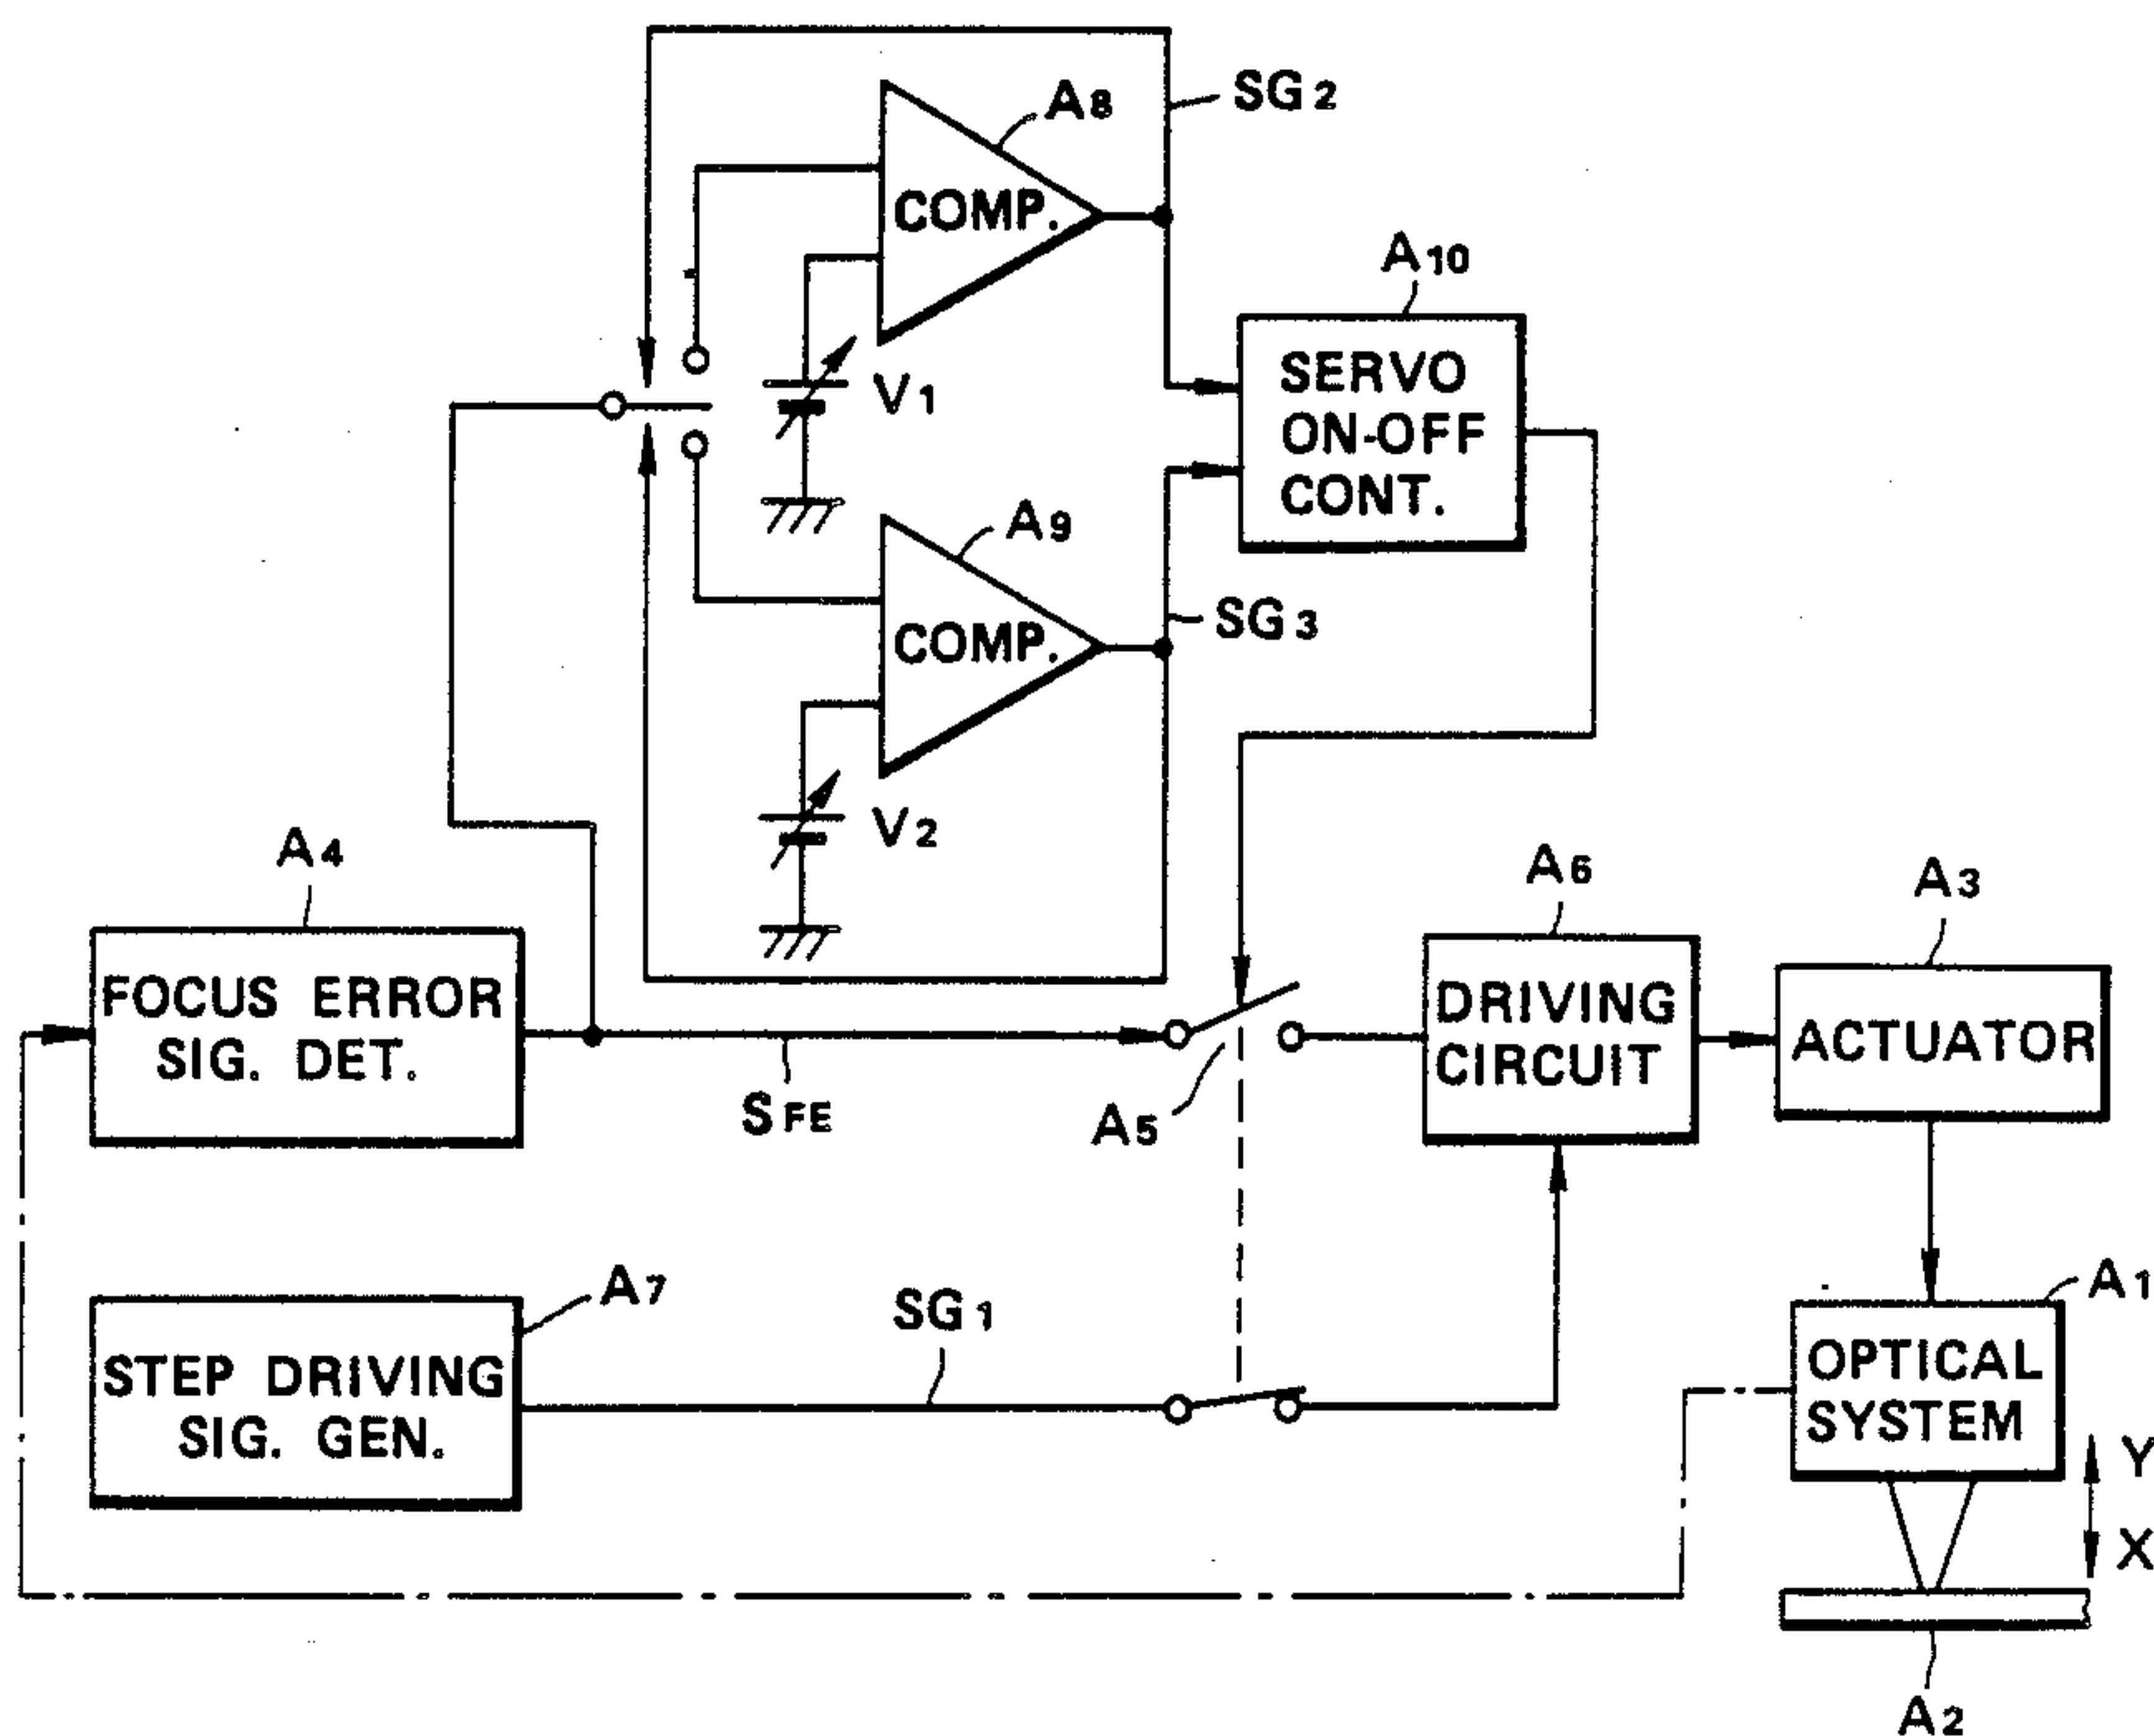 SG2
A8
COMP.
A10
V1
SERVO
ON-OFF
CONT.
A9
SG3
COMP.
V2
A4
A6
A3
FOCUS ERROR
SIG. DET.
DRIVING
CIRCUIT
ACTUATOR
SFE
A5
A7
SG1
A1
STEP DRIVING
SIG. GEN.
OPTICAL
SYSTEM
Y
X
A2